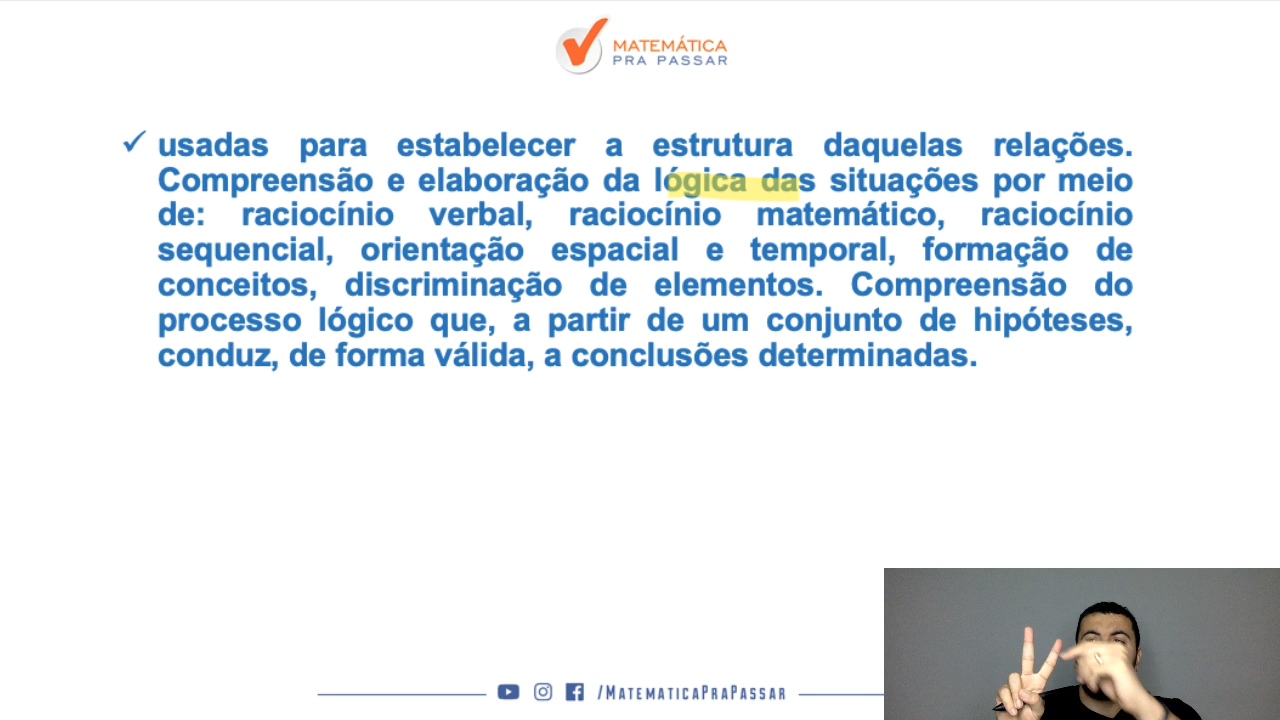 MATEMÁTICA
PRA PASSAR
✓ usadas para estabelecer a estrutura daquelas relações.
Compreensão e elaboração da lógica das situações por meio
de: raciocínio verbal, raciocínio matemático, raciocínio
sequencial, orientação espacial e temporal, formação de
conceitos, discriminação de elementos. Compreensão do
processo lógico que, a partir de um conjunto de hipóteses,
conduz, de forma válida, a conclusões determinadas.
/MATEMATICAPRAPASSAR